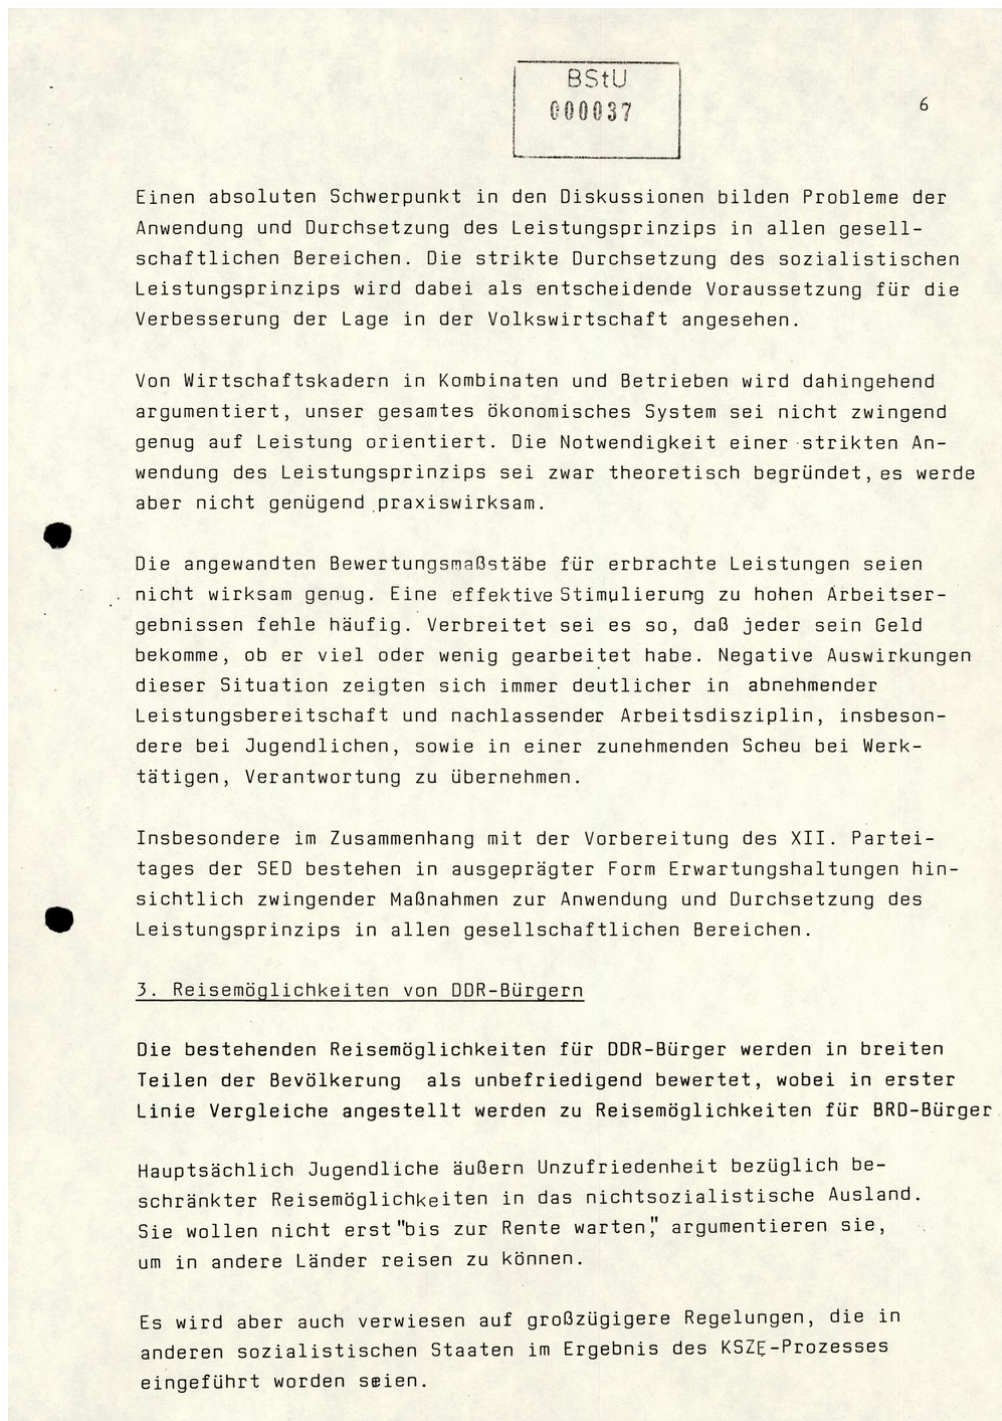 BStU
000037
6
Einen absoluten Schwerpunkt in den Diskussionen bilden Probleme der
Anwendung und Durchsetzung des Leistungsprinzips in allen gesell-
schaftlichen Bereichen. Die strikte Durchsetzung des sozialistischen
Leistungsprinzips wird dabei als entscheidende Voraussetzung für die
Verbesserung der Lage in der Volkswirtschaft angesehen.
Von Wirtschaftskadern in Kombinaten und Betrieben wird dahingehend
argumentiert, unser gesamtes ökonomisches System sei nicht zwingend
genug auf Leistung orientiert. Die Notwendigkeit einer strikten An-
wendung des Leistungsprinzips sei zwar theoretisch begründet, es werde
aber nicht genügend praxiswirksam.
Die angewandten Bewertungsmaßstäbe für erbrachte Leistungen seien
nicht wirksam genug. Eine effektive Stimulierung zu hohen Arbeitser-
gebnissen fehle häufig. Verbreitet sei es so, daß jeder sein Geld
bekomme, ob er viel oder wenig gearbeitet habe. Negative Auswirkungen
dieser Situation zeigten sich immer deutlicher in abnehmender
Leistungsbereitschaft und nachlassender Arbeitsdisziplin, insbeson-
dere bei Jugendlichen, sowie in einer zunehmenden Scheu bei Werk-
tätigen, Verantwortung zu übernehmen.
Insbesondere im Zusammenhang mit der Vorbereitung des XII. Partei-
tages der SED bestehen in ausgeprägter Form Erwartungshaltungen hin-
sichtlich zwingender Maßnahmen zur Anwendung und Durchsetzung des
Leistungsprinzips in allen gesellschaftlichen Bereichen.
3. Reisemöglichkeiten von DDR-Bürgern
Die bestehenden Reisemöglichkeiten für DDR-Bürger werden in breiten
Teilen der Bevölkerung als unbefriedigend bewertet, wobei in erster
Linie Vergleiche angestellt werden zu Reisemöglichkeiten für BRD-Bürger.
Hauptsächlich Jugendliche äußern Unzufriedenheit bezüglich be-
schränkter Reisemöglichkeiten in das nichtsozialistische Ausland.
Sie wollen nicht erst "bis zur Rente warten", argumentieren sie,
um in andere Länder reisen zu können.
Es wird aber auch verwiesen auf großzügigere Regelungen, die in
anderen sozialistischen Staaten im Ergebnis des KSZE-Prozesses
eingeführt worden seien.